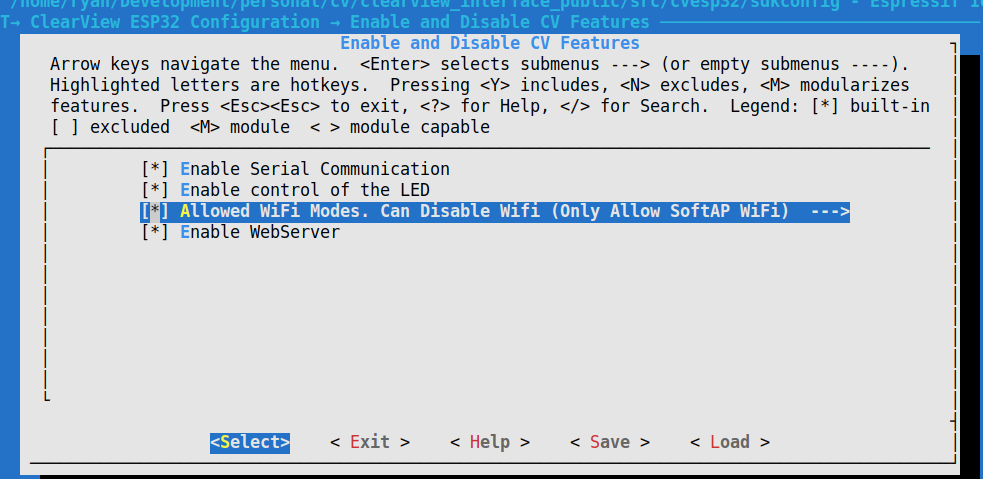 /home/ryan/Development/personal/CV/clearview_interface_public/src/CVesp32/sdkconfig - Espressif
T→ ClearView ESP32 Configuration → Enable and Disable CV Features
Enable and Disable CV Features
Arrow keys navigate the menu.  <Enter> selects submenus ---> (or empty submenus ----).
Highlighted letters are hotkeys.  Pressing <Y> includes, <N> excludes, <M> modularizes
features.  Press <Esc><Esc> to exit, <?> for Help, </> for Search.  Legend: [*] built-in
[ ] excluded  <M> module  < > module capable
[*] Enable Serial Communication
[*] Enable control of the LED
[*] Allowed WiFi Modes. Can Disable Wifi (Only Allow SoftAP WiFi)  --->
[*] Enable WebServer
<Select>    < Exit >    < Help >    < Save >    < Load >